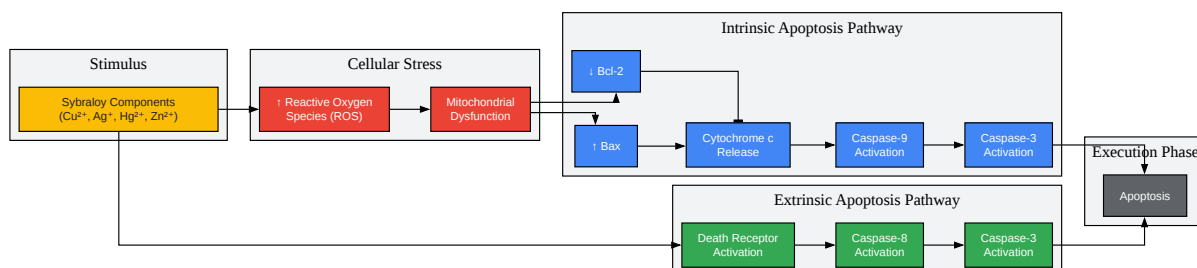 Stimulus
Sybraloy Components
(Cu²⁺, Ag⁺, Hg²⁺, Zn²⁺)
Cellular Stress
↑ Reactive Oxygen
Species (ROS)
Mitochondrial
Dysfunction
Intrinsic Apoptosis Pathway
↓ Bcl-2
↑ Bax
Cytochrome c
Release
Caspase-9
Activation
Caspase-3
Activation
Extrinsic Apoptosis Pathway
Death Receptor
Activation
Caspase-8
Activation
Caspase-3
Activation
Execution Phase
Apoptosis